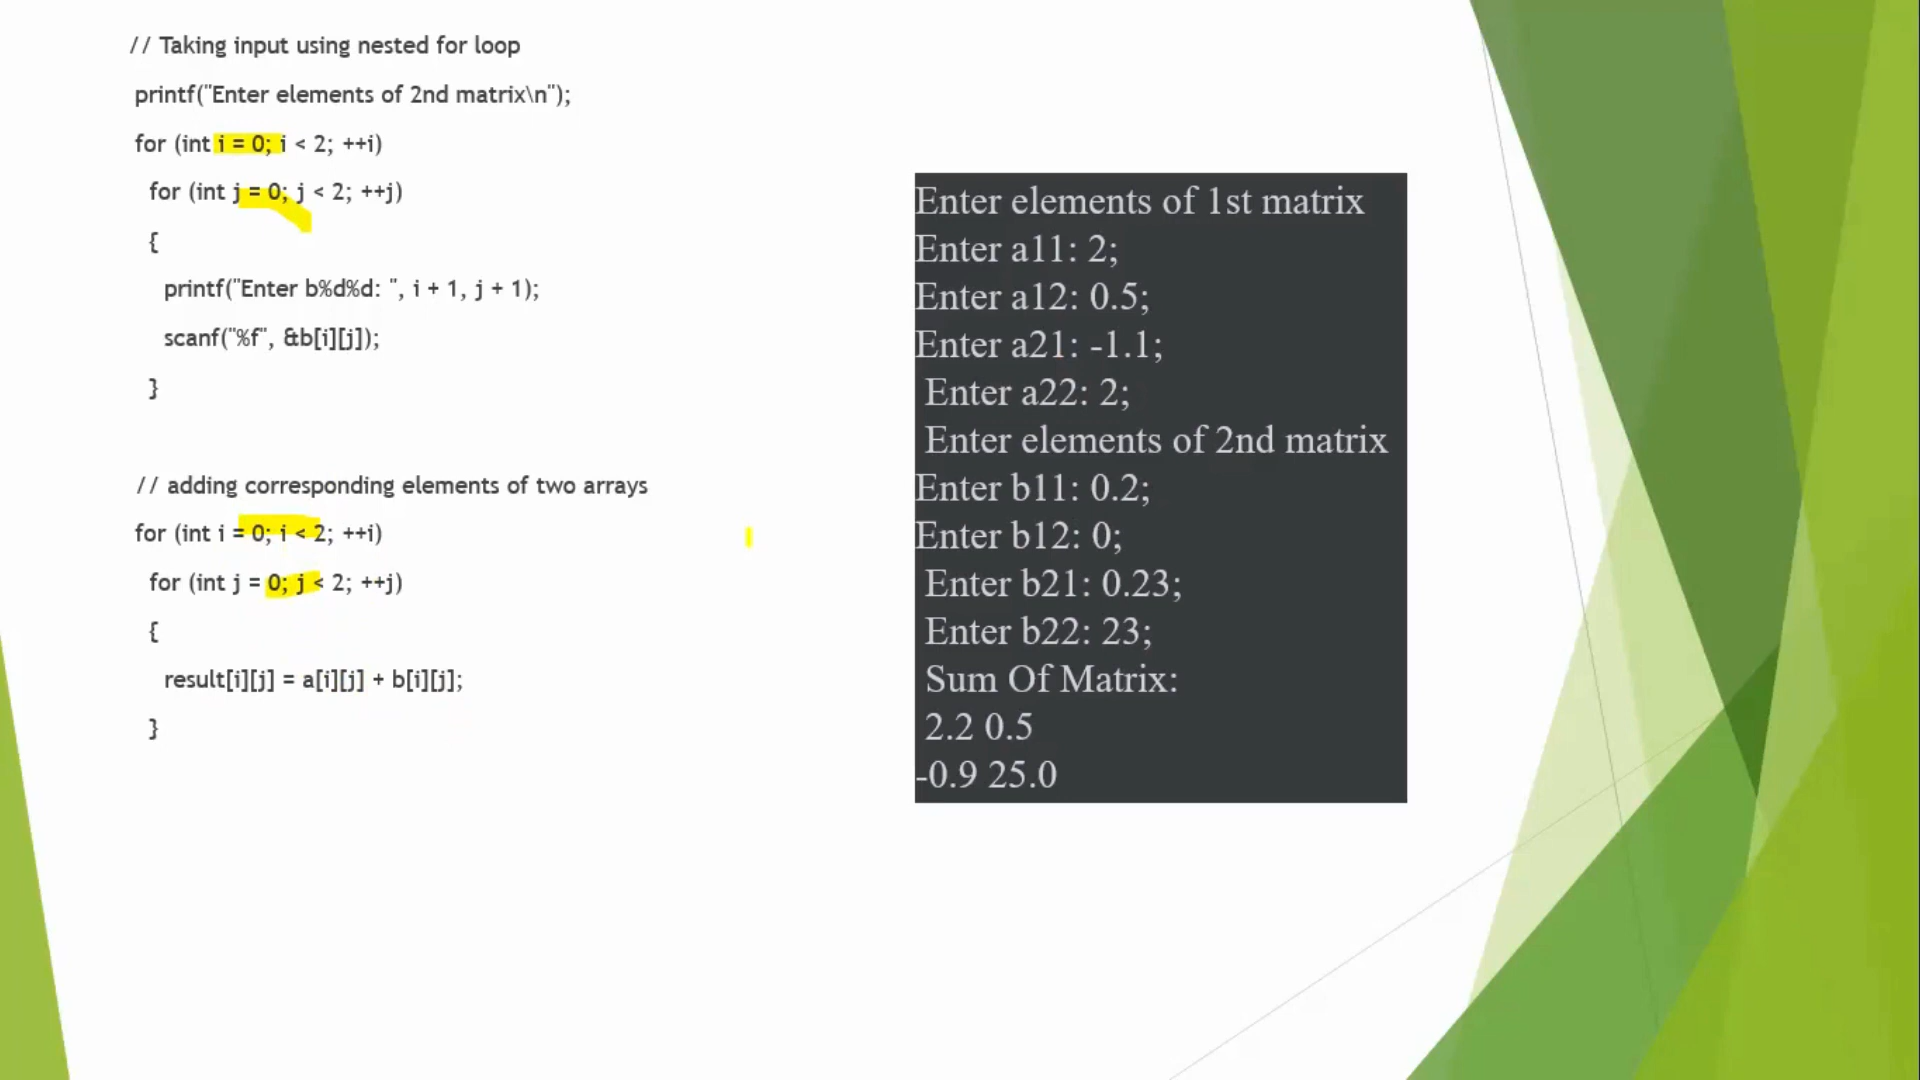 // Taking input using nested for loop
printf("Enter elements of 2nd matrix\n");
for (int i = 0; i < 2; ++i)
for (int j = 0; j < 2; ++j)
{
printf("Enter b%d%d: ", i + 1, j + 1);
scanf("%f", &b[i][j]);
}
// adding corresponding elements of two arrays
for (int i = 0; i < 2; ++i)
for (int j = 0; j < 2; ++j)
{
result[i][j] = a[i][j] + b[i][j];
}
Enter elements of 1st matrix
Enter a11: 2;
Enter a12: 0.5;
Enter a21: -1.1;
Enter a22: 2;
Enter elements of 2nd matrix
Enter b11: 0.2;
Enter b12: 0;
Enter b21: 0.23;
Enter b22: 23;
Sum Of Matrix:
2.2 0.5
-0.9 25.0